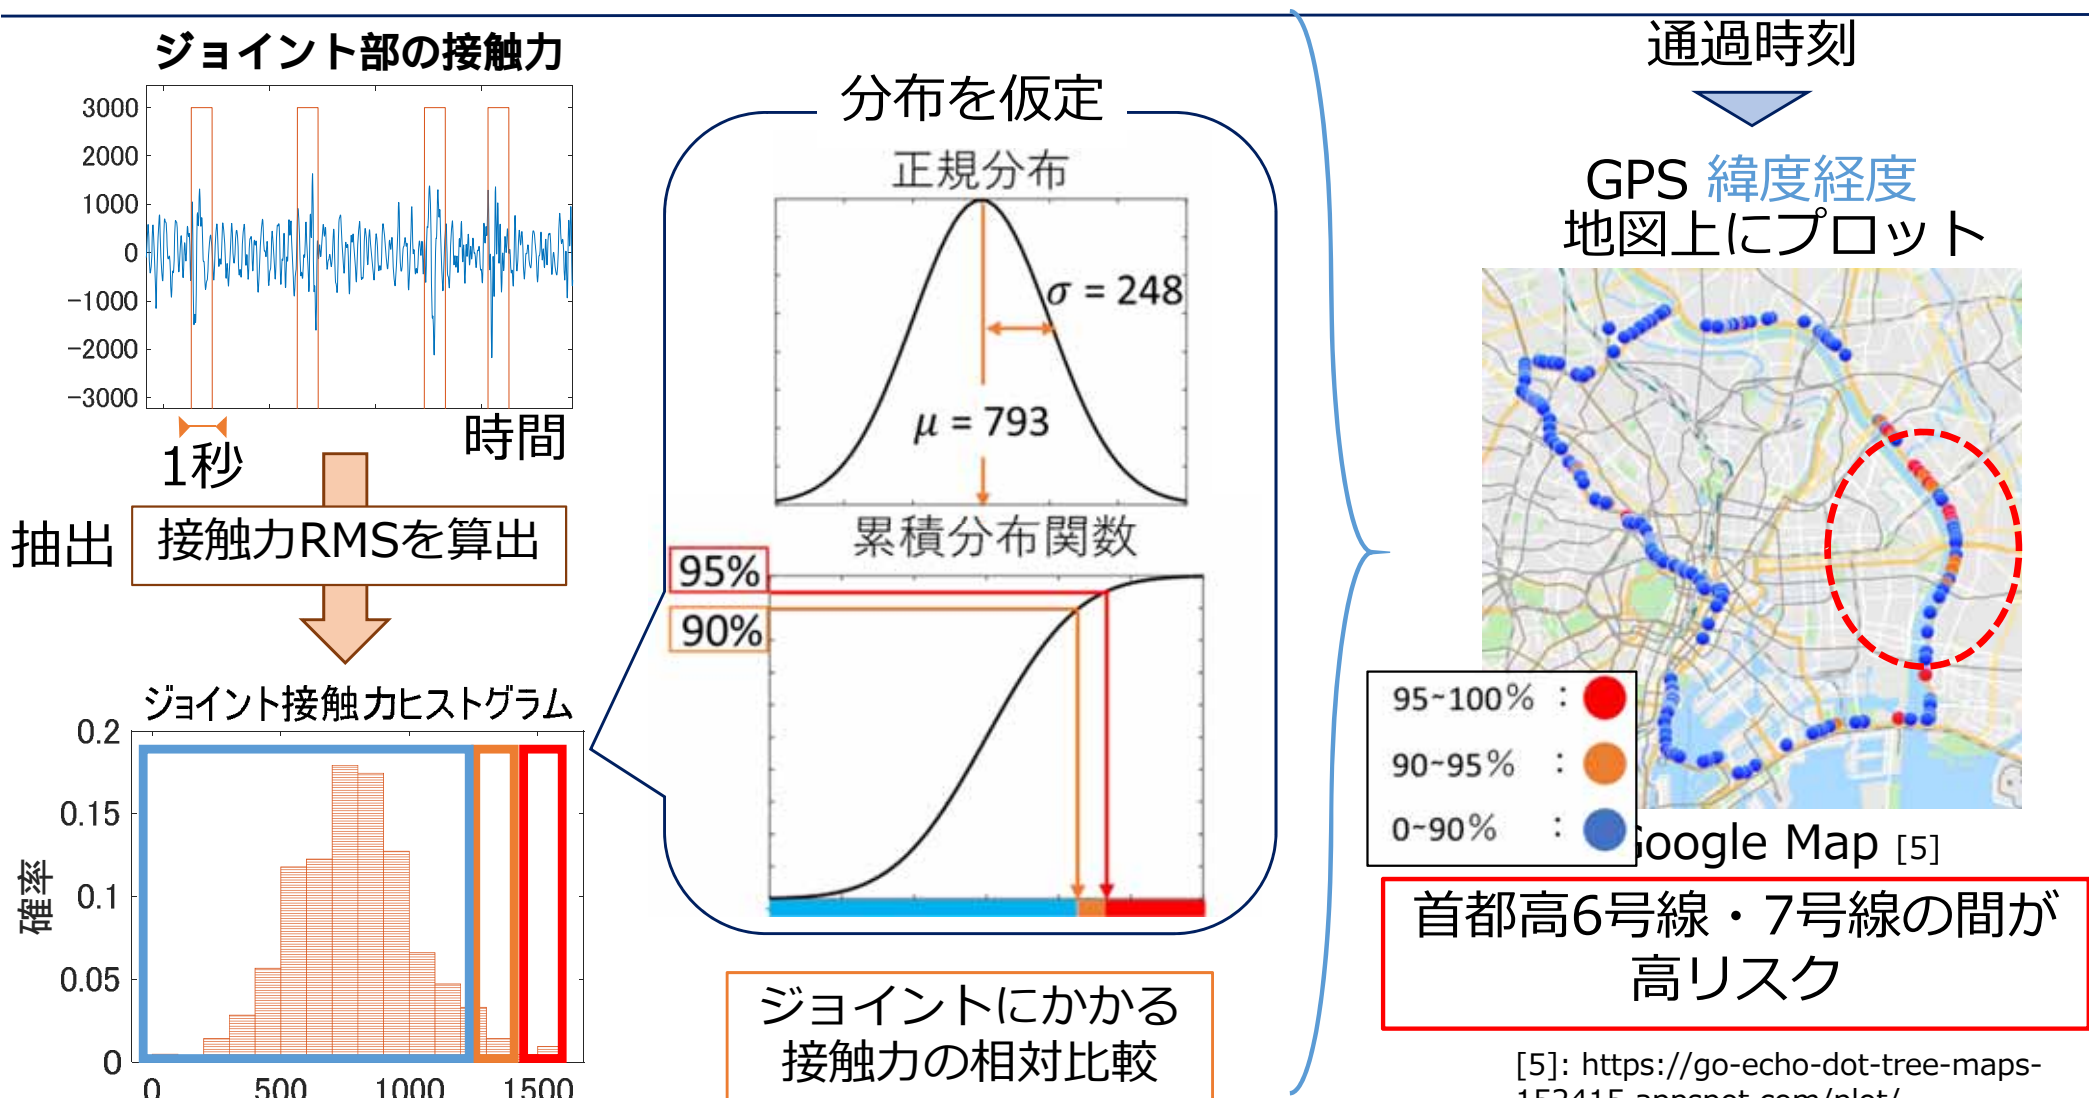 ジョイント部の接触力
3000
2000
1000
0
−1000
−2000
−3000
時間
1秒
抽出
接触力RMSを算出
ジョイント接触力ヒストグラム
0.2
0.15
0.1
0.05
0
確率
0
500
1000
1500
分布を仮定
正規分布
σ = 248
μ = 793
累積分布関数
95%
90%
ジョイントにかかる
接触力の相対比較
通過時刻
GPS 緯度経度
地図上にプロット
95~100% :
90~95% :
0~90% :
oogle Map [5]
首都高6号線・7号線の間が
高リスク
[5]: https://go-echo-dot-tree-maps-
152415.appspot.com/plot/